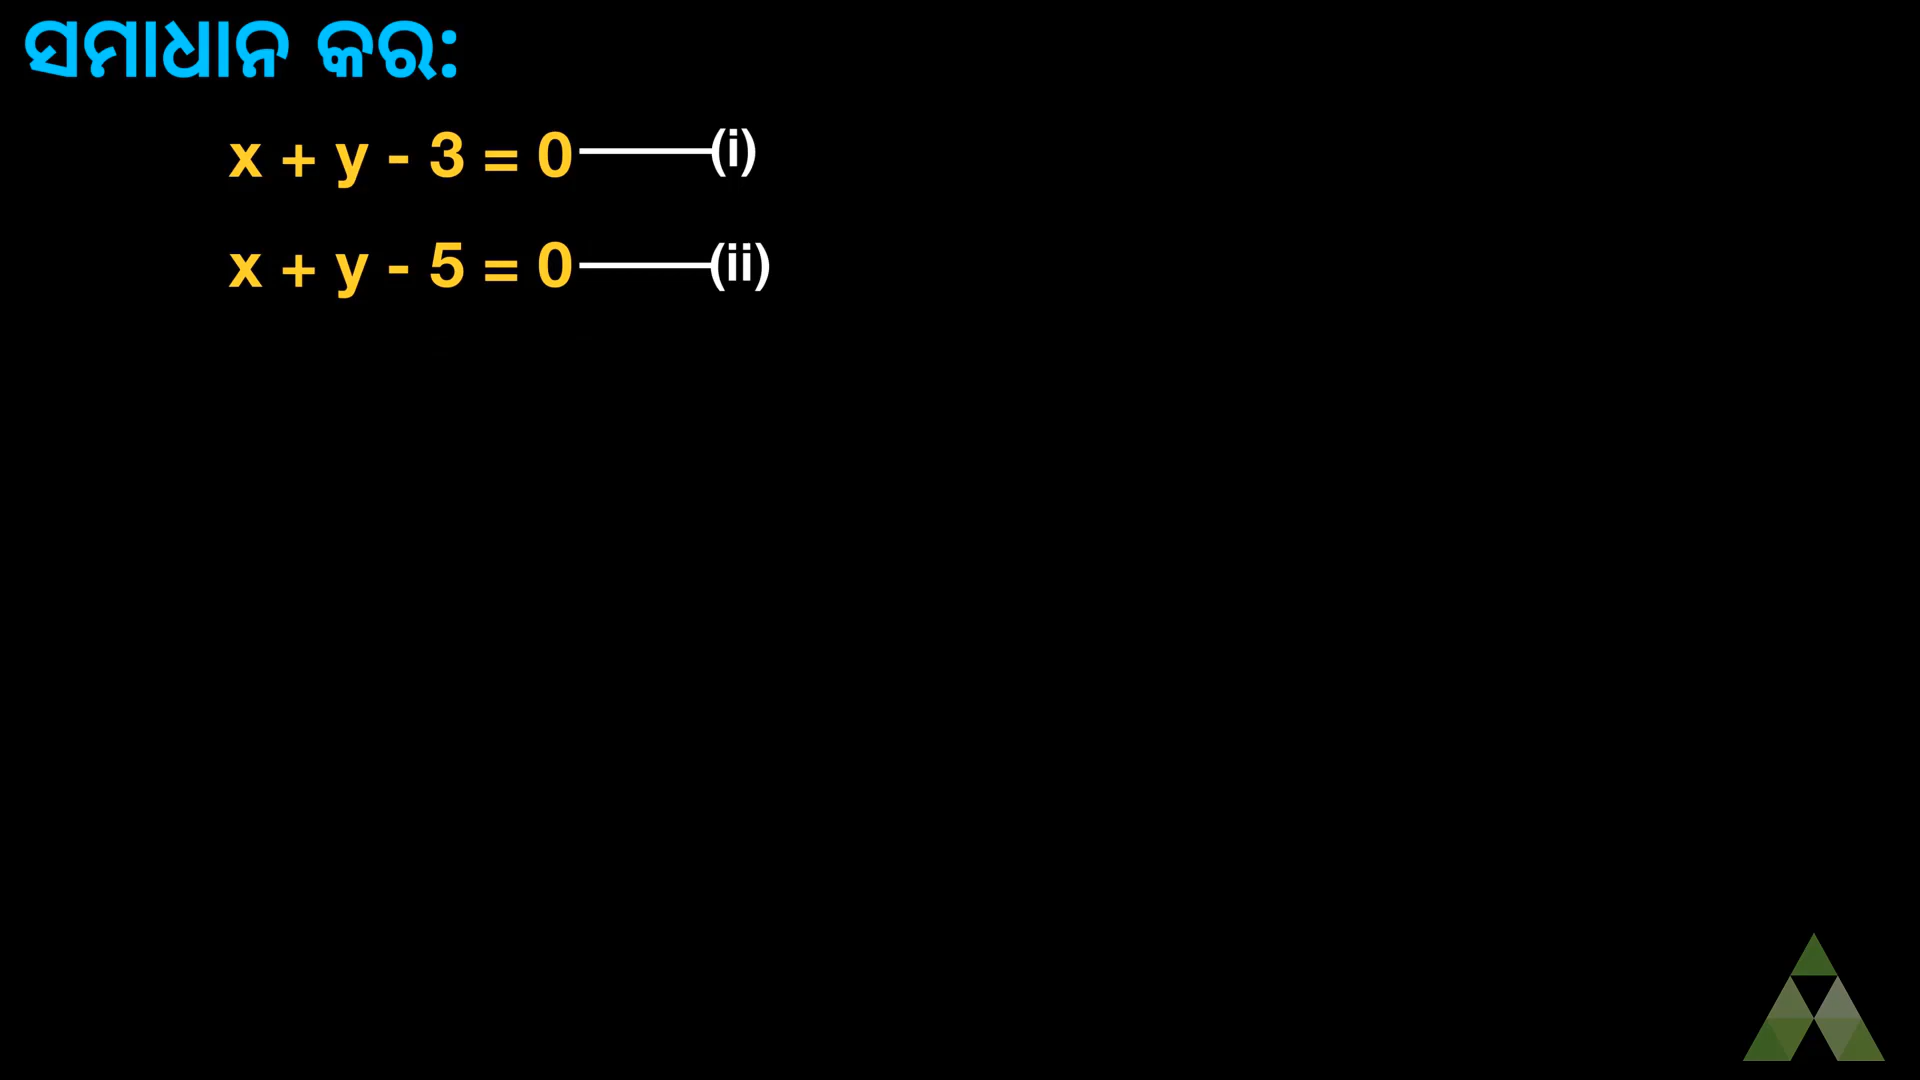 ସମାଧାନ କର:
x + y - 3 = 0 (i)
x + y - 5 = 0 (ii)